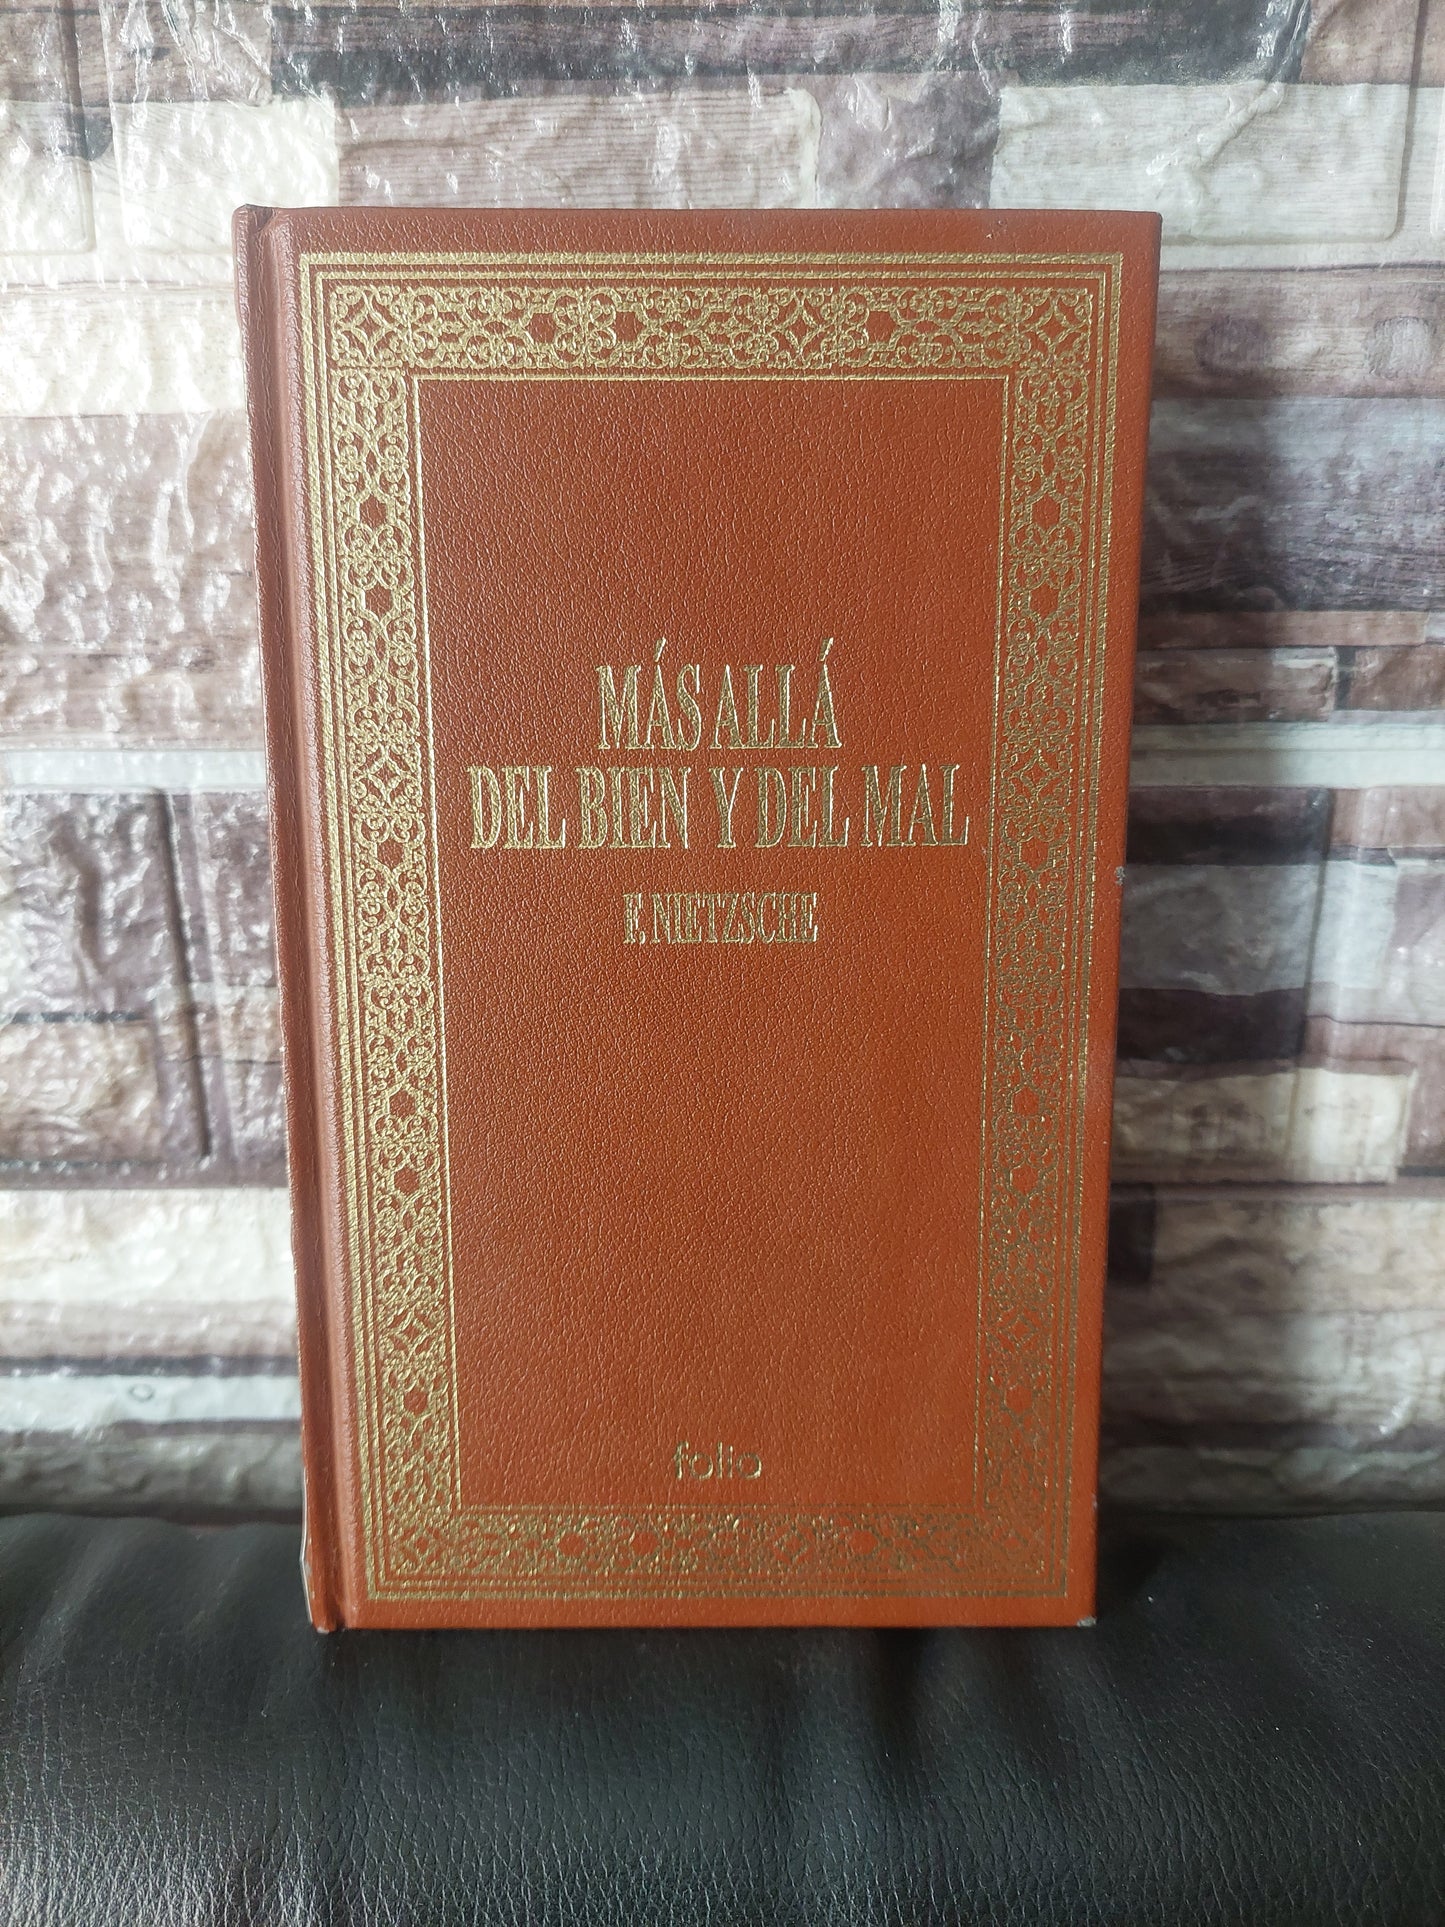 MÁS ALLÁ
DEL BIEN Y DEL MAL
F. NIETZSCHE
folio